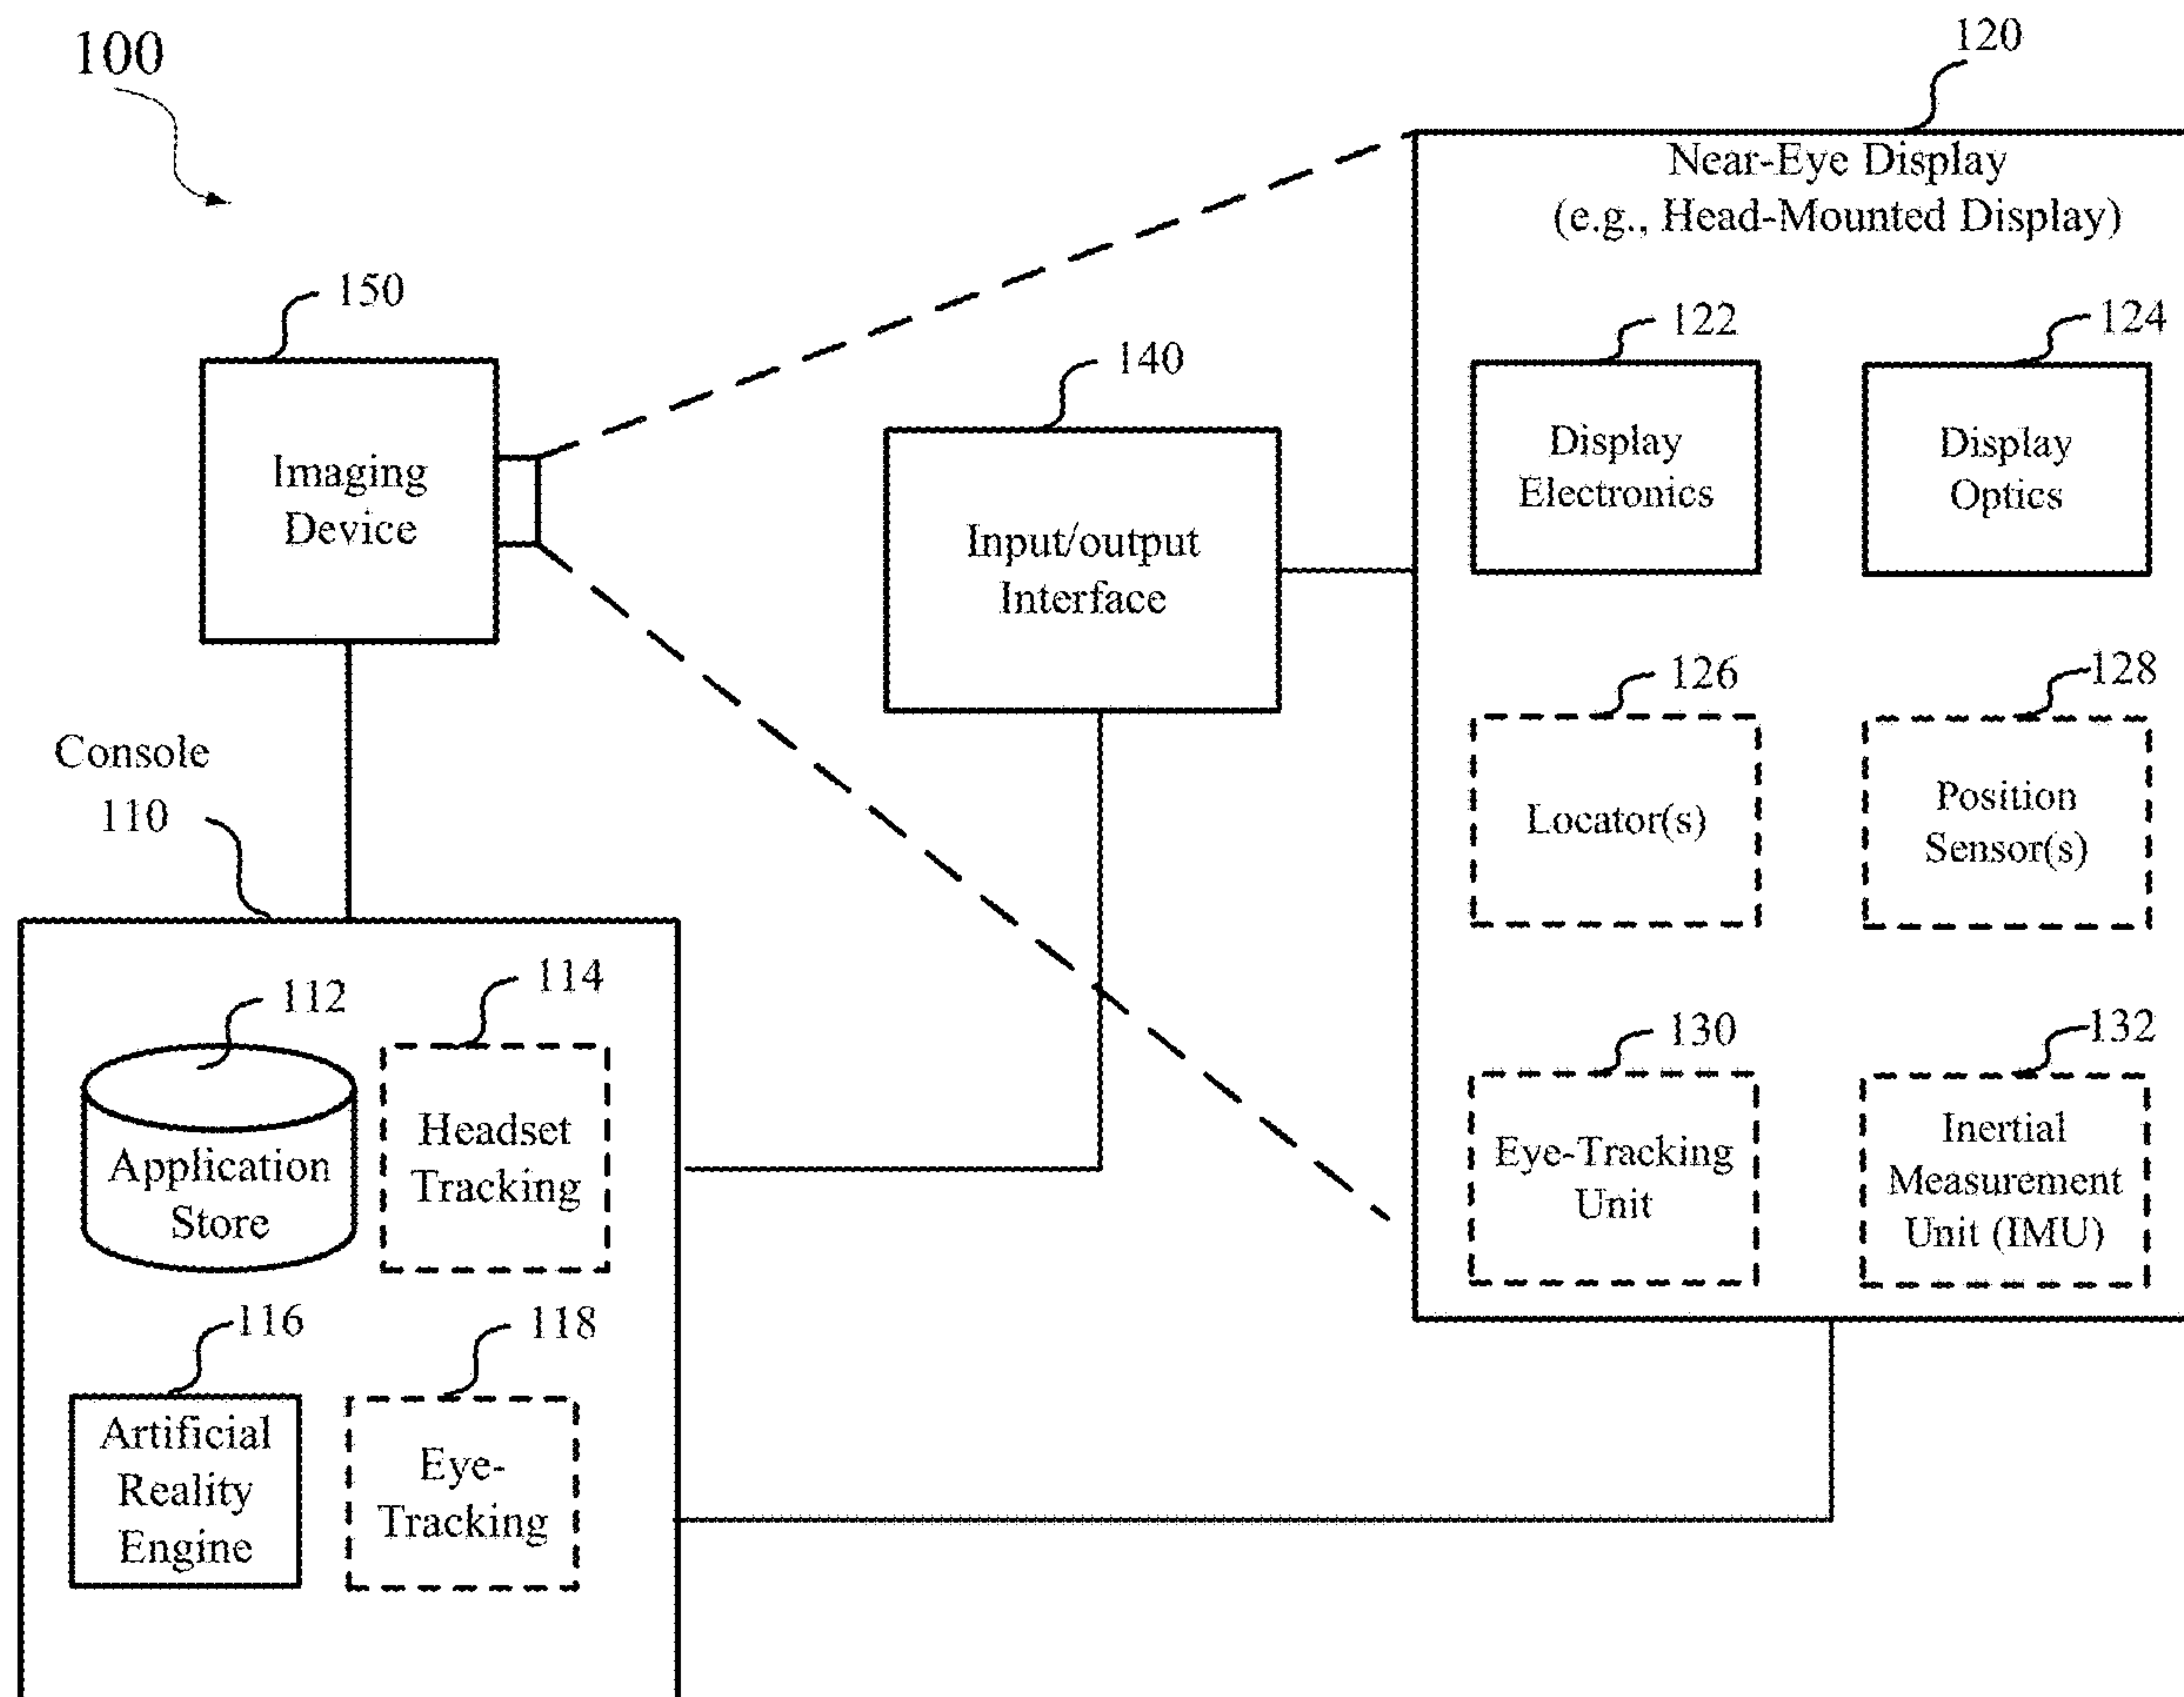 100
120
Near-Eye Display
(e.g., Head-Mounted Display)
150
Imaging
Device
140
Input/output
Interface
122
Display
Electronics
124
Display
Optics
126
Locator(s)
128
Position
Sensor(s)
130
Eye-Tracking
Unit
132
Inertial
Measurement
Unit (IMU)
Console
110
112
Application
Store
114
Headset
Tracking
116
Artificial
Reality
Engine
118
Eye-
Tracking